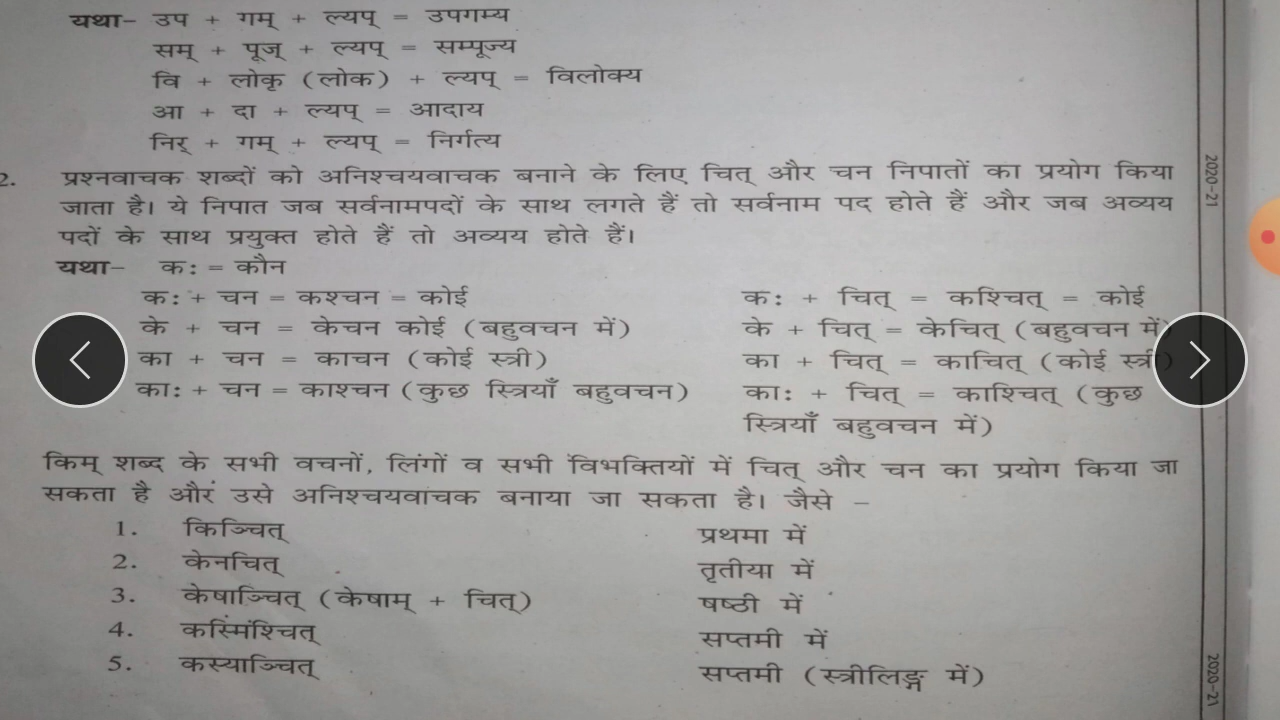 यथा– उप + गम् + ल्यप् = उपगम्य
सम् + पूज् + ल्यप् = सम्पूज्य
वि + लोकृ (लोक) + ल्यप् = विलोक्य
आ + दा + ल्यप् = आदाय
निर् + गम् + ल्यप् = निर्गत्य
2. प्रश्नवाचक शब्दों को अनिश्चयवाचक बनाने के लिए चित् और चन निपातों का प्रयोग किया
जाता है। ये निपात जब सर्वनामपदों के साथ लगते हैं तो सर्वनाम पद होते हैं और जब अव्यय
पदों के साथ प्रयुक्त होते हैं तो अव्यय होते हैं।
यथा– कः = कौन
कः + चन = कश्चन = कोई कः + चित् = कश्चित् = कोई
के + चन = केचन कोई (बहुवचन में) के + चित् = केचित् (बहुवचन में)
का + चन = काचन (कोई स्त्री) का + चित् = काचित् (कोई स्त्री)
काः + चन = काश्चन (कुछ स्त्रियाँ बहुवचन) काः + चित् = काश्चित् (कुछ
स्त्रियाँ बहुवचन में)
किम् शब्द के सभी वचनों, लिंगों व सभी विभक्तियों में चित् और चन का प्रयोग किया जा
सकता है और उसे अनिश्चयवाचक बनाया जा सकता है। जैसे –
1. किञ्चित् प्रथमा में
2. केनचित् तृतीया में
3. केषाञ्चित् (केषाम् + चित्) षष्ठी में
4. कस्मिंश्चित् सप्तमी में
5. कस्याञ्चित् सप्तमी (स्त्रीलिङ्ग में)
2020-21
2020-21